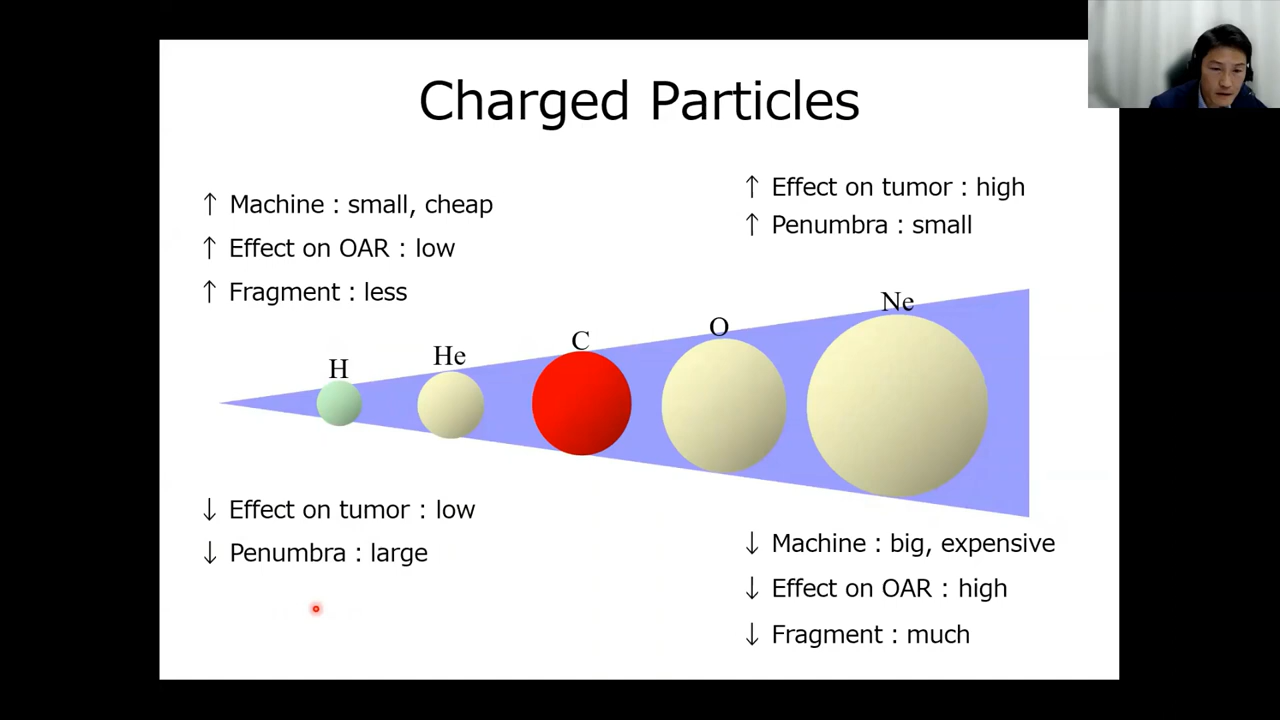 Charged Particles
↑ Machine : small, cheap
↑ Effect on OAR : low
↑ Fragment : less
↑ Effect on tumor : high
↑ Penumbra : small
H
He
C
O
Ne
↓ Effect on tumor : low
↓ Penumbra : large
↓ Machine : big, expensive
↓ Effect on OAR : high
↓ Fragment : much